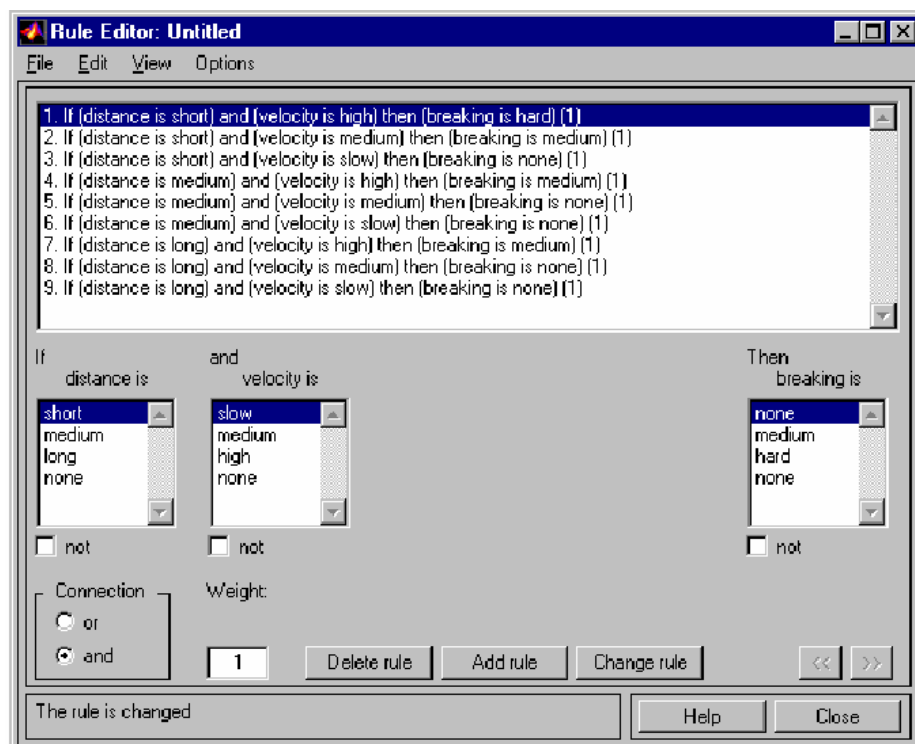 Rule Editor: Untitled
File Edit View Options
1. If (distance is short) and (velocity is high) then (breaking is hard) (1)
2. If (distance is short) and (velocity is medium) then (breaking is medium) (1)
3. If (distance is short) and (velocity is slow) then (breaking is none) (1)
4. If (distance is medium) and (velocity is high) then (breaking is medium) (1)
5. If (distance is medium) and (velocity is medium) then (breaking is none) (1)
6. If (distance is medium) and (velocity is slow) then (breaking is none) (1)
7. If (distance is long) and (velocity is high) then (breaking is medium) (1)
8. If (distance is long) and (velocity is medium) then (breaking is none) (1)
9. If (distance is long) and (velocity is slow) then (breaking is none) (1)
If
distance is
short
medium
long
none
not
and
velocity is
slow
medium
high
none
not
Then
breaking is
none
medium
hard
none
not
Connection
or
and
Weight:
1
Delete rule
Add rule
Change rule
<<
>>
The rule is changed
Help
Close